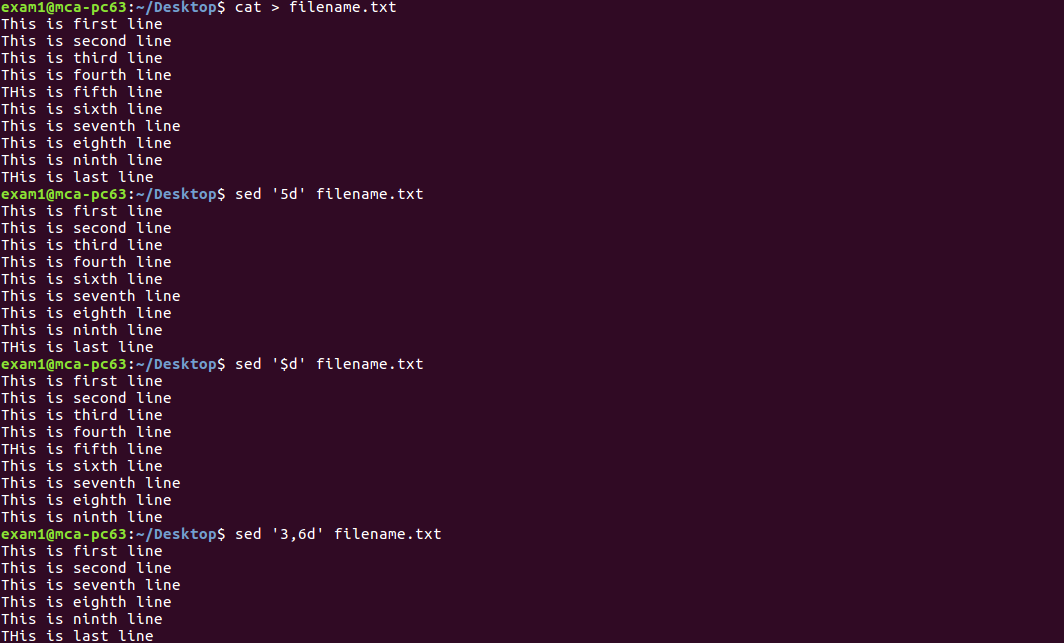 exam1@mca-pc63:~/Desktop$ cat > filename.txt
This is first line
This is second line
This is third line
This is fourth line
THis is fifth line
This is sixth line
This is seventh line
This is eighth line
This is ninth line
THis is last line
exam1@mca-pc63:~/Desktop$ sed '5d' filename.txt
This is first line
This is second line
This is third line
This is fourth line
This is sixth line
This is seventh line
This is eighth line
This is ninth line
THis is last line
exam1@mca-pc63:~/Desktop$ sed '$d' filename.txt
This is first line
This is second line
This is third line
This is fourth line
THis is fifth line
This is sixth line
This is seventh line
This is eighth line
This is ninth line
exam1@mca-pc63:~/Desktop$ sed '3,6d' filename.txt
This is first line
This is second line
This is seventh line
This is eighth line
This is ninth line
THis is last line